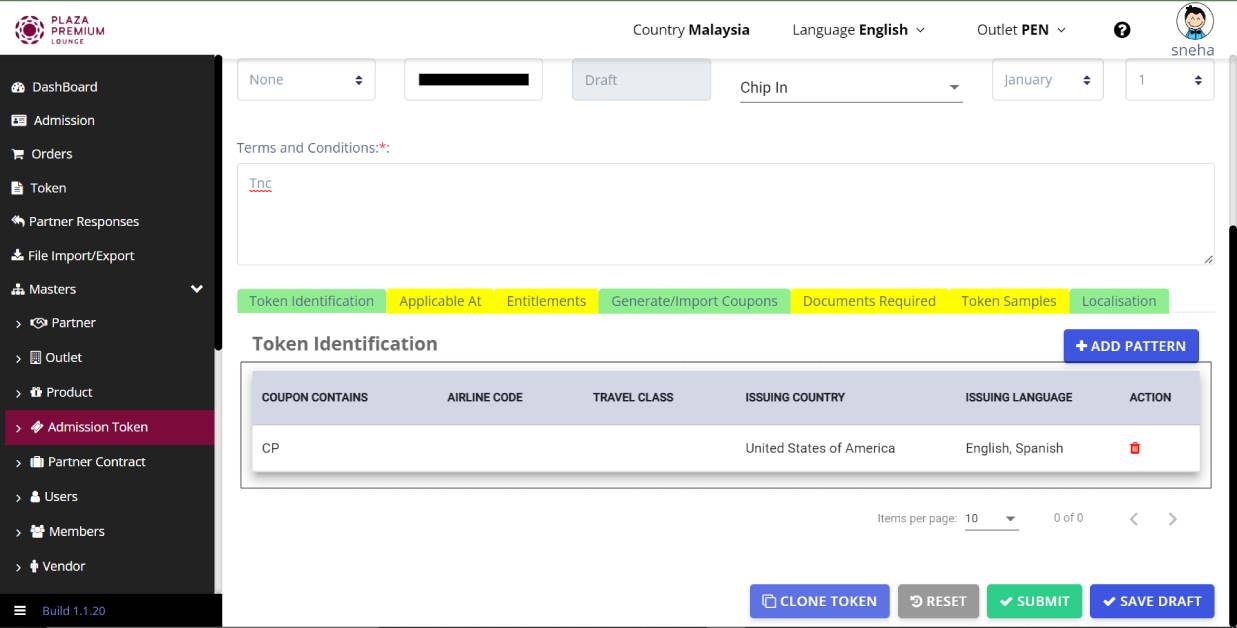 PLAZA
PREMIUM
LOUNGE
Country Malaysia
Language English
Outlet PEN
sneha
DashBoard
Admission
Orders
Token
Partner Responses
File Import/Export
Masters
Partner
Outlet
Product
Admission Token
Partner Contract
Users
Members
Vendor
Build 1.1.20
None
Draft
Chip In
January
1
Terms and Conditions:*:
Tnc
Token Identification Applicable At Entitlements Generate/Import Coupons Documents Required Token Samples Localisation
Token Identification
ADD PATTERN
COUPON CONTAINS AIRLINE CODE TRAVEL CLASS ISSUING COUNTRY ISSUING LANGUAGE ACTION
CP United States of America English, Spanish
Items per page: 10 0 of 0
CLONE TOKEN RESET SUBMIT SAVE DRAFT